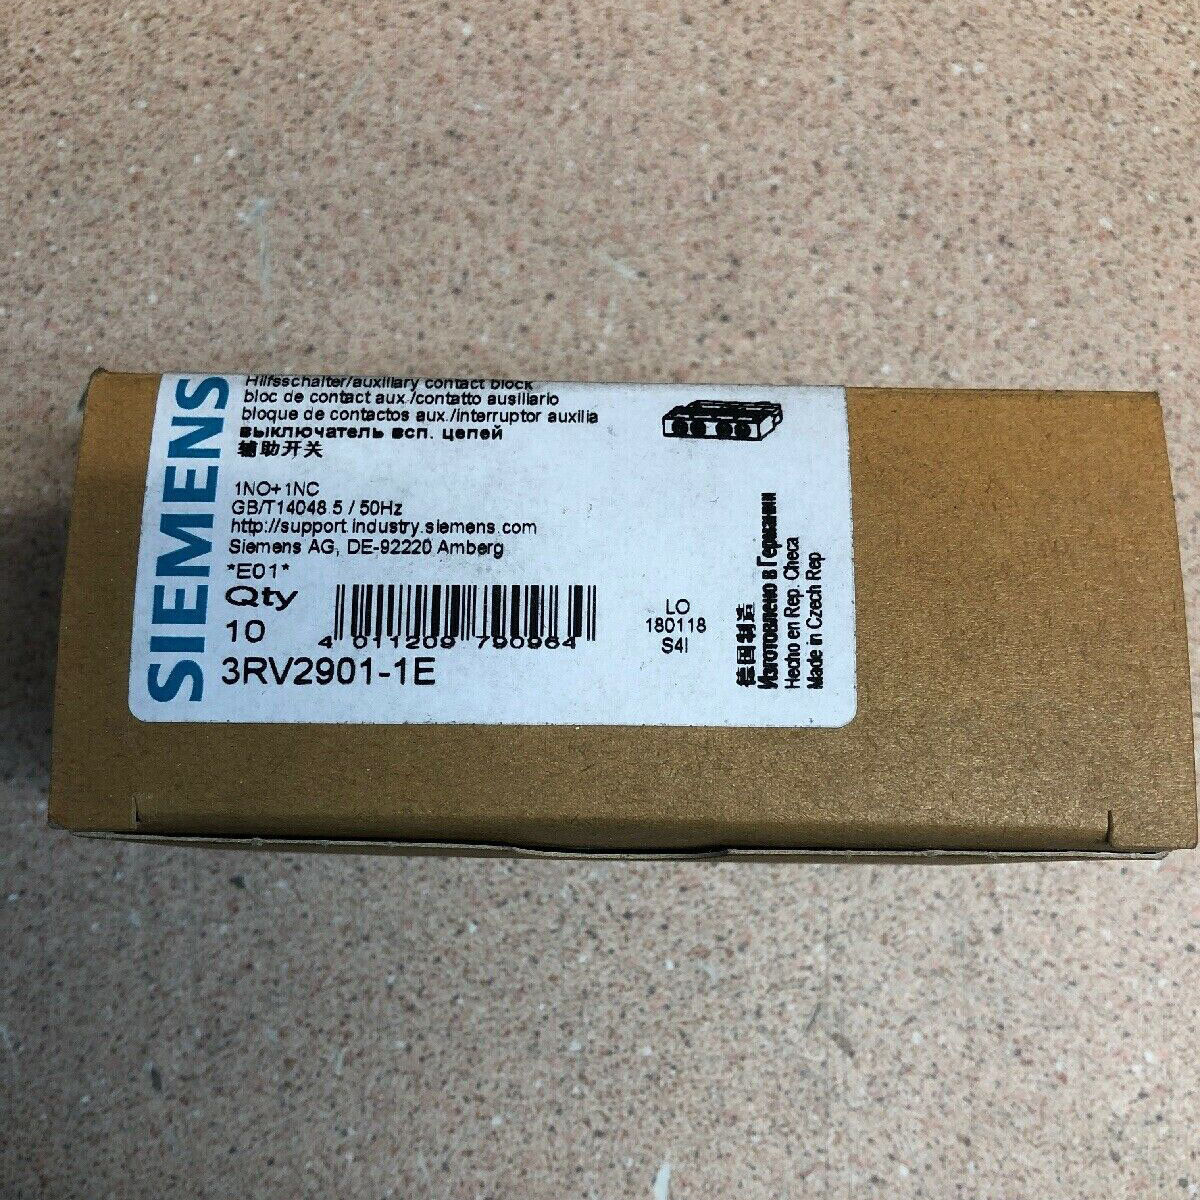 SIEMENS
Hilfsschalter/auxiliary contact block
bloc de contact aux./contatto ausiliario
bloque de contactos aux./interruptor auxilia
выключатель всп. цепей
辅助开关
1NO+1NC
GB/T14048.5 / 50Hz
http://support.industry.siemens.com
Siemens AG, DE-92220 Amberg
*E01*
Qty
10
4 011209 790964
3RV2901-1E
LO
180118
S4I
德国制造
Изготовлено в Германии
Hecho en Rep. Checa
Made in Czech Rep